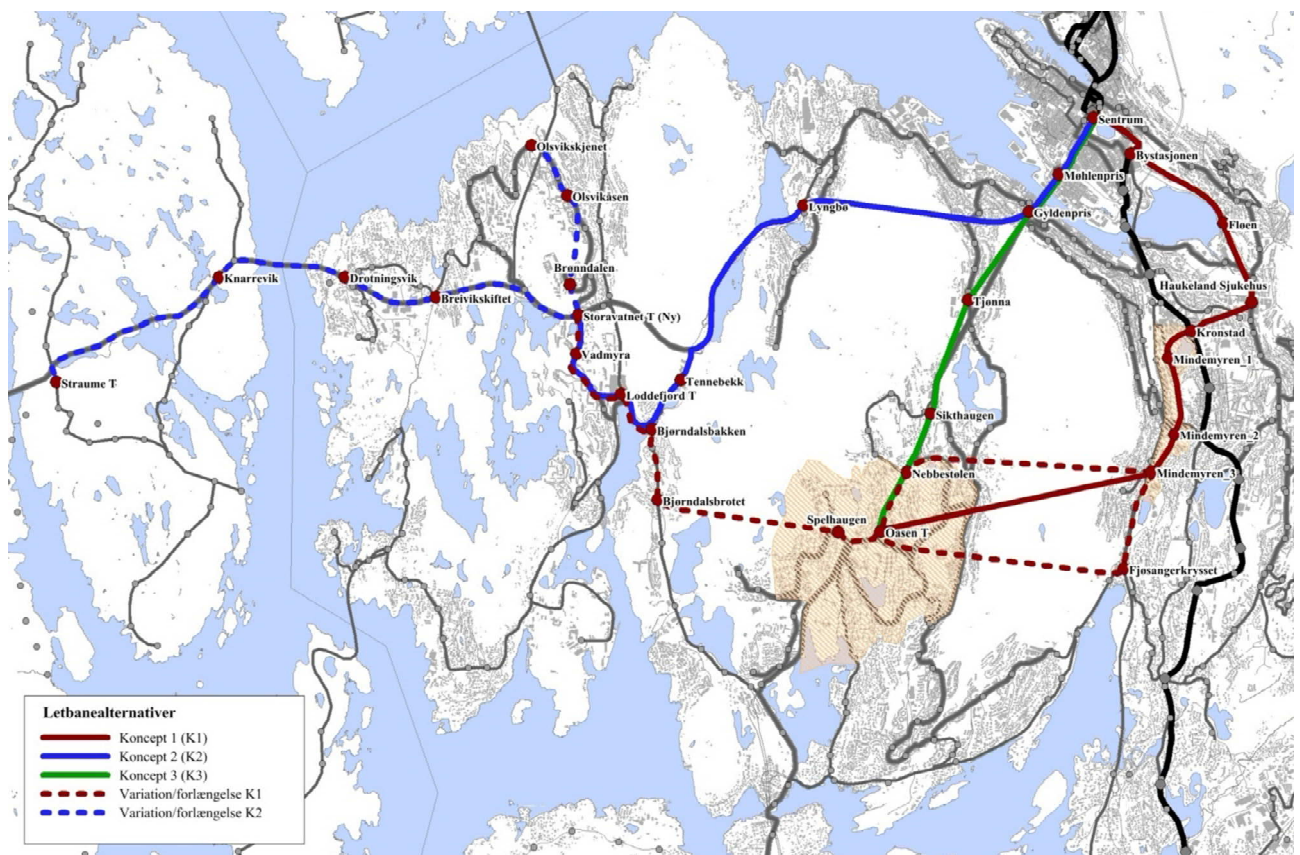 Sentrum
Bystasjonen
Olsvikskjenet
Møhlenpris
Olsvikåsen
Lyngbø
Gyldenpris
Fløen
Knarrevik
Drotningsvik
Brønndalen
Breivikskiftet
Haukeland Sjukehus
Tjønna
Storavatnet T (Ny)
Kronstad
Vadmyra
Mindemyren_1
Straume T
Tennebekk
Loddefjord T
Sikthaugen
Bjørndalsbakken
Mindemyren_2
Nebbestølen
Mindemyren_3
Bjørndalsbrotet
Spelhaugen
Oasen T
Fjøsangerkrysset
Letbanealternativer
Koncept 1 (K1)
Koncept 2 (K2)
Koncept 3 (K3)
Variation/forlængelse K1
Variation/forlængelse K2